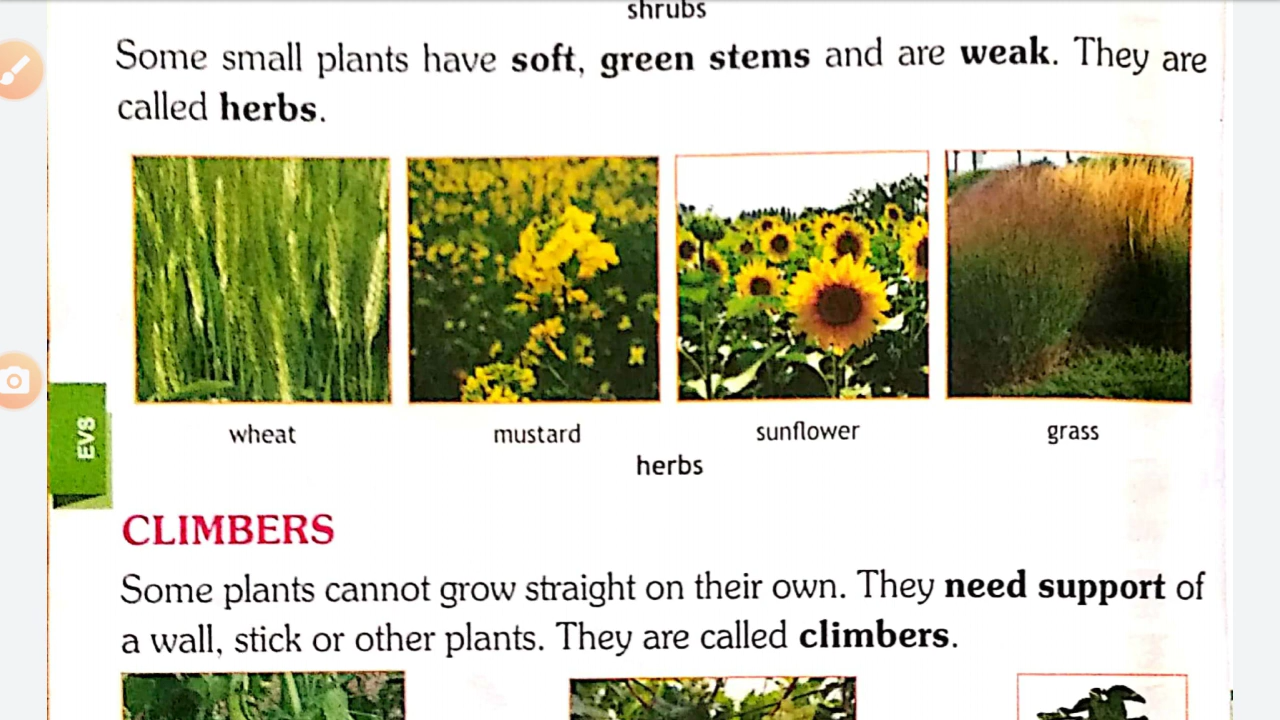 shrubs
Some small plants have soft, green stems and are weak. They are
called herbs.
wheat mustard sunflower grass
herbs
EVS
CLIMBERS
Some plants cannot grow straight on their own. They need support of
a wall, stick or other plants. They are called climbers.